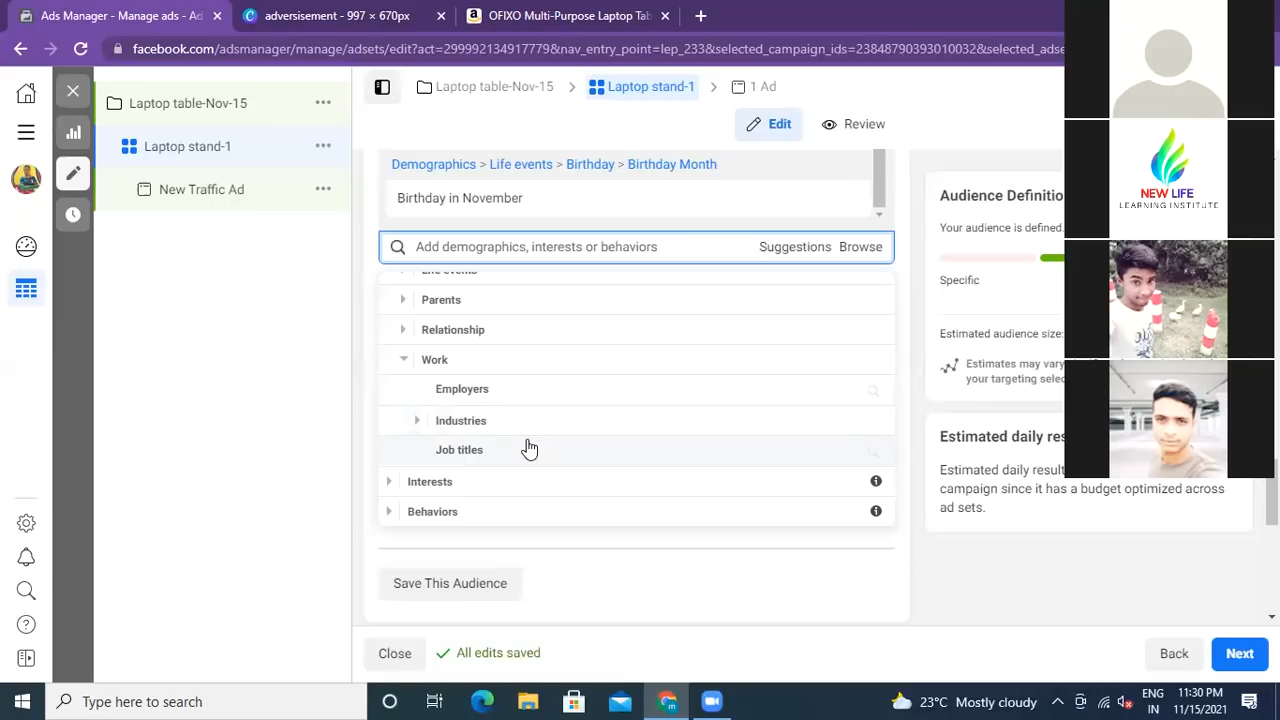 Ads Manager - Manage ads - Ad s
adversisement - 997 × 670px
OFIXO Multi-Purpose Laptop Tabl
facebook.com/adsmanager/manage/adsets/edit?act=299992134917779&nav_entry_point=lep_233&selected_campaign_ids=23848790393010032&selected_adse
Laptop table-Nov-15
Laptop stand-1
New Traffic Ad
Laptop table-Nov-15 > Laptop stand-1 > 1 Ad
Edit
Review
Demographics > Life events > Birthday > Birthday Month
Birthday in November
Add demographics, interests or behaviors
Suggestions
Browse
Life events
Parents
Relationship
Work
Employers
Industries
Job titles
Interests
Behaviors
Save This Audience
Audience Definitio
Your audience is defined.
Specific
Estimated audience size:
Estimates may vary
your targeting selec
Estimated daily res
Estimated daily result
campaign since it has a budget optimized across
ad sets.
NEW LIFE
LEARNING INSTITUTE
Close
All edits saved
Back
Next
Type here to search
23°C Mostly cloudy
ENG
IN
11:30 PM
11/15/2021